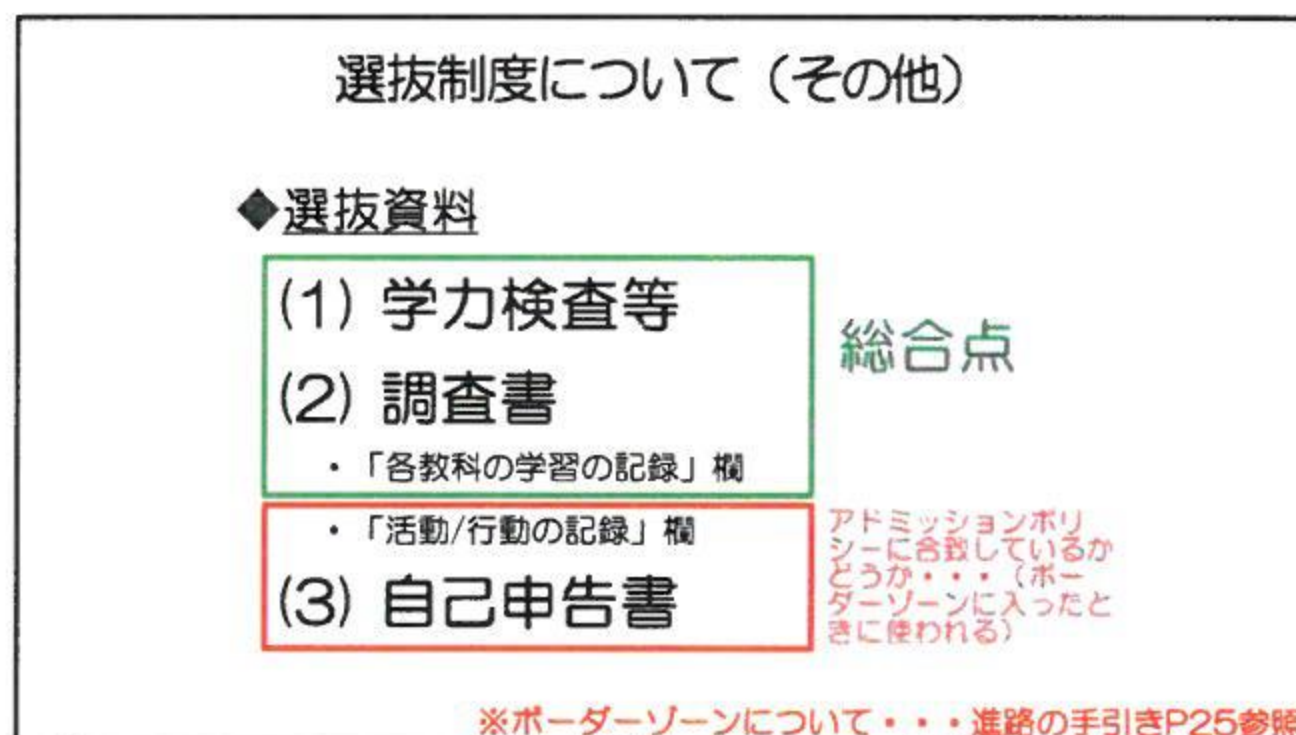 選抜制度について（その他）
◆選抜資料
(1) 学力検査等
(2) 調査書
・「各教科の学習の記録」欄
総合点
・「活動/行動の記録」欄
(3) 自己申告書
アドミッションポリ
シーに合致しているか
どうか・・・（ボー
ダーゾーンに入ったと
きに使われる）
※ボーダーゾーンについて・・・進路の手引きP25参照